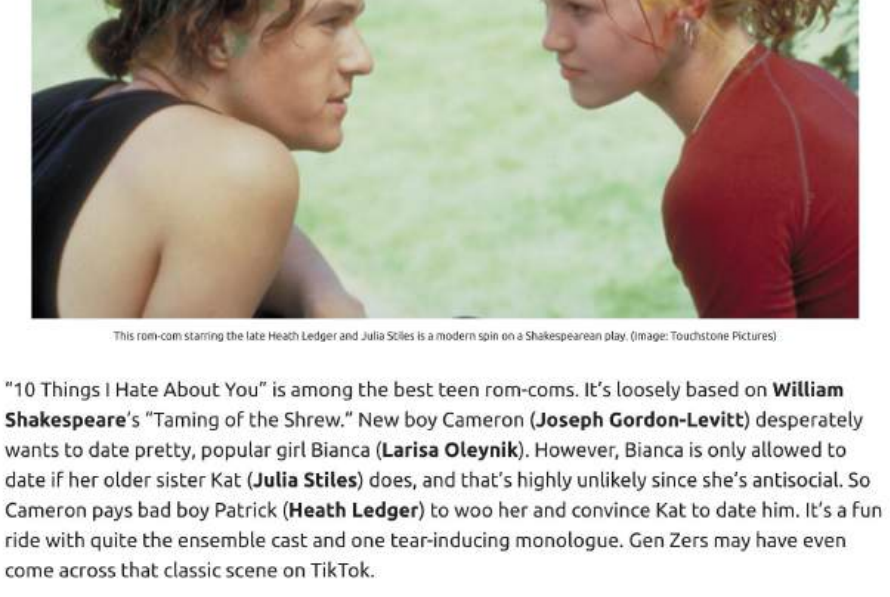 This rom-com starring the late Heath Ledger and Julia Stiles is a modern spin on a Shakespearean play. (Image: Touchstone Pictures)
"10 Things I Hate About You" is among the best teen rom-coms. It's loosely based on William
Shakespeare's "Taming of the Shrew." New boy Cameron (Joseph Gordon-Levitt) desperately
wants to date pretty, popular girl Bianca (Larisa Oleynik). However, Bianca is only allowed to
date if her older sister Kat (Julia Stiles) does, and that's highly unlikely since she's antisocial. So
Cameron pays bad boy Patrick (Heath Ledger) to woo her and convince Kat to date him. It's a fun
ride with quite the ensemble cast and one tear-inducing monologue. Gen Zers may have even
come across that classic scene on TikTok.